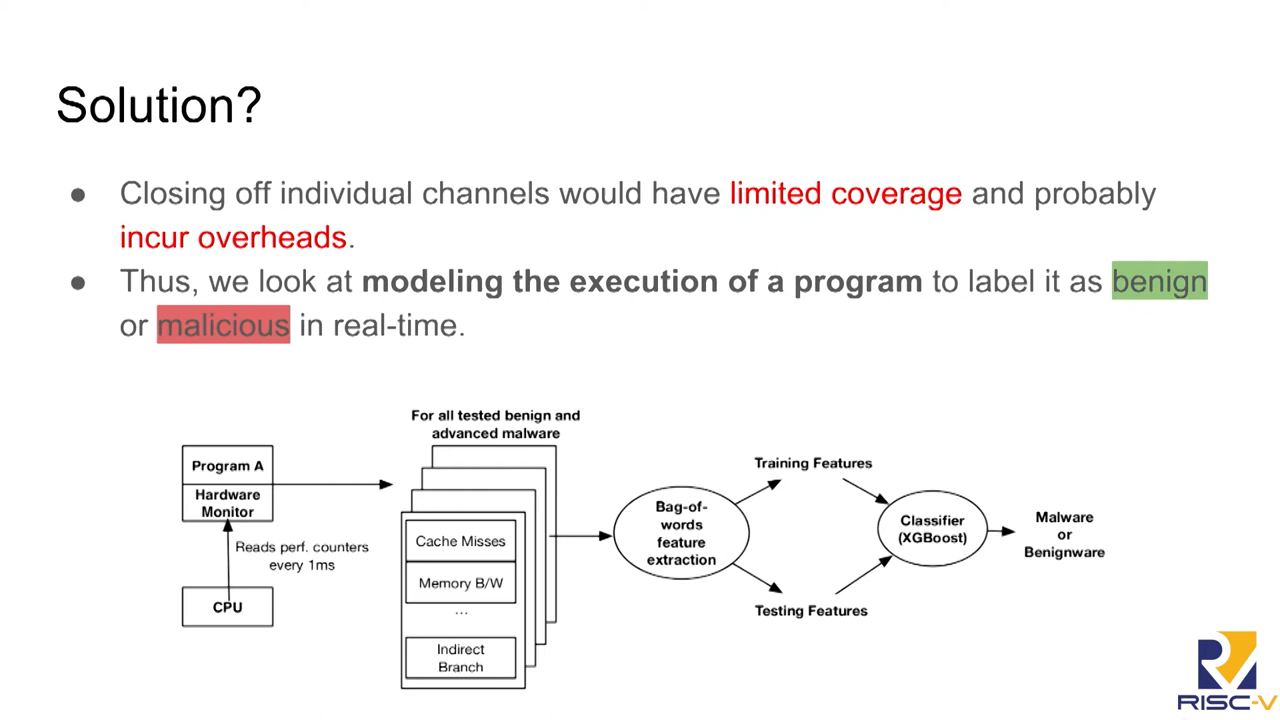 Solution?
● Closing off individual channels would have limited coverage and probably
incur overheads.
● Thus, we look at modeling the execution of a program to label it as benign
or malicious in real-time.
For all tested benign and
advanced malware
Program A
Hardware
Monitor
Reads perf. counters
every 1ms
CPU
Cache Misses
Memory B/W
...
Indirect
Branch
Bag-of-
words
feature
extraction
Training Features
Testing Features
Classifier
(XGBoost)
Malware
or
Benignware
RISC-V